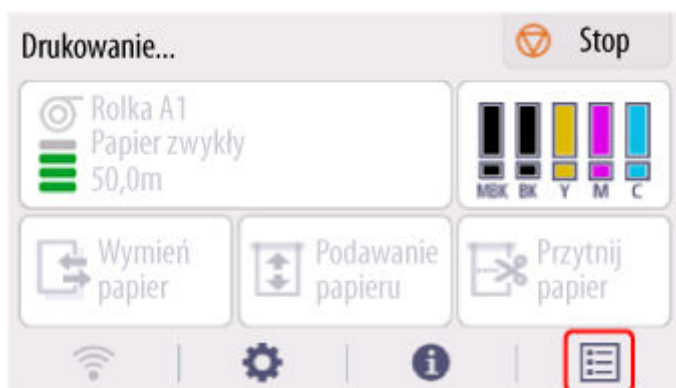 Drukowanie...
Stop
Rolka A1
Papier zwykły
50,0m
MBK BK Y M C
Wymień
papier
Podawanie
papieru
Przytnij
papier